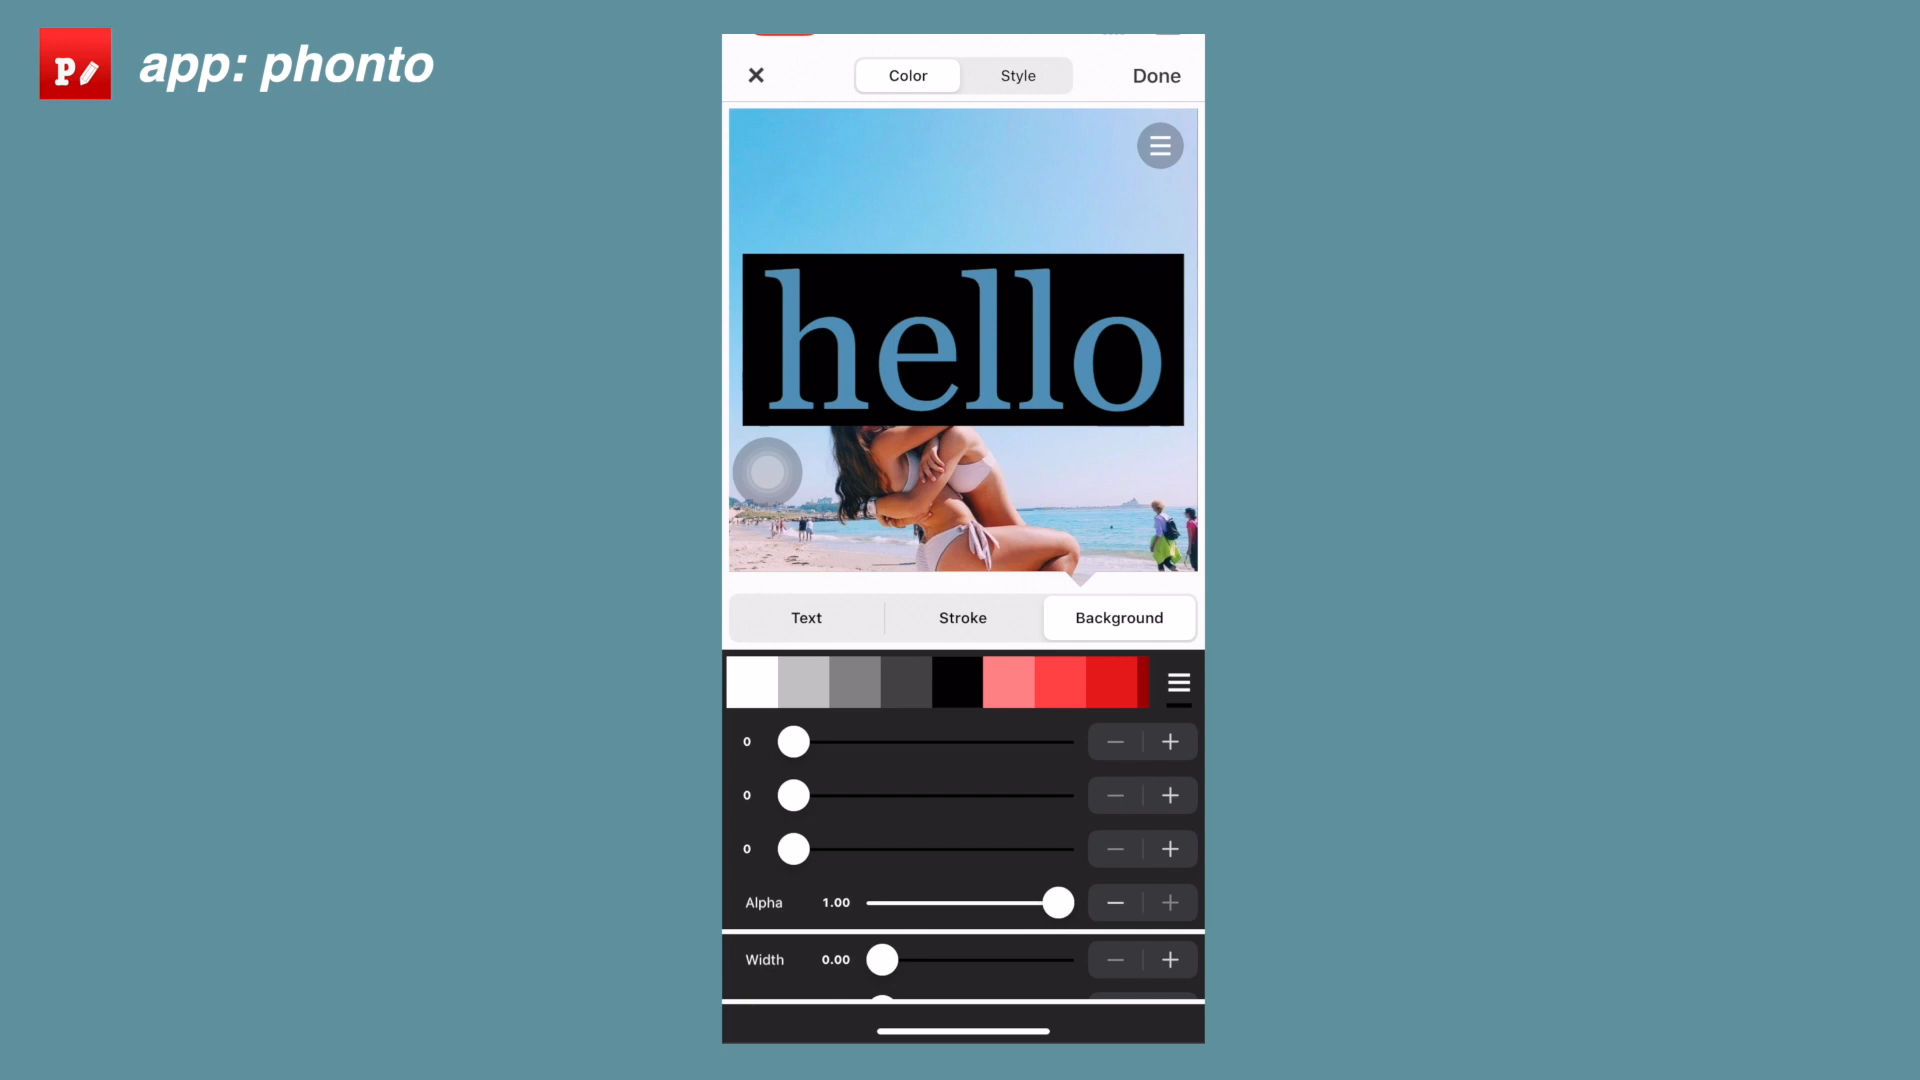 P
app: phonto
Color Style Done
hello
Text Stroke Background
0
0
0
Alpha 1.00
Width 0.00